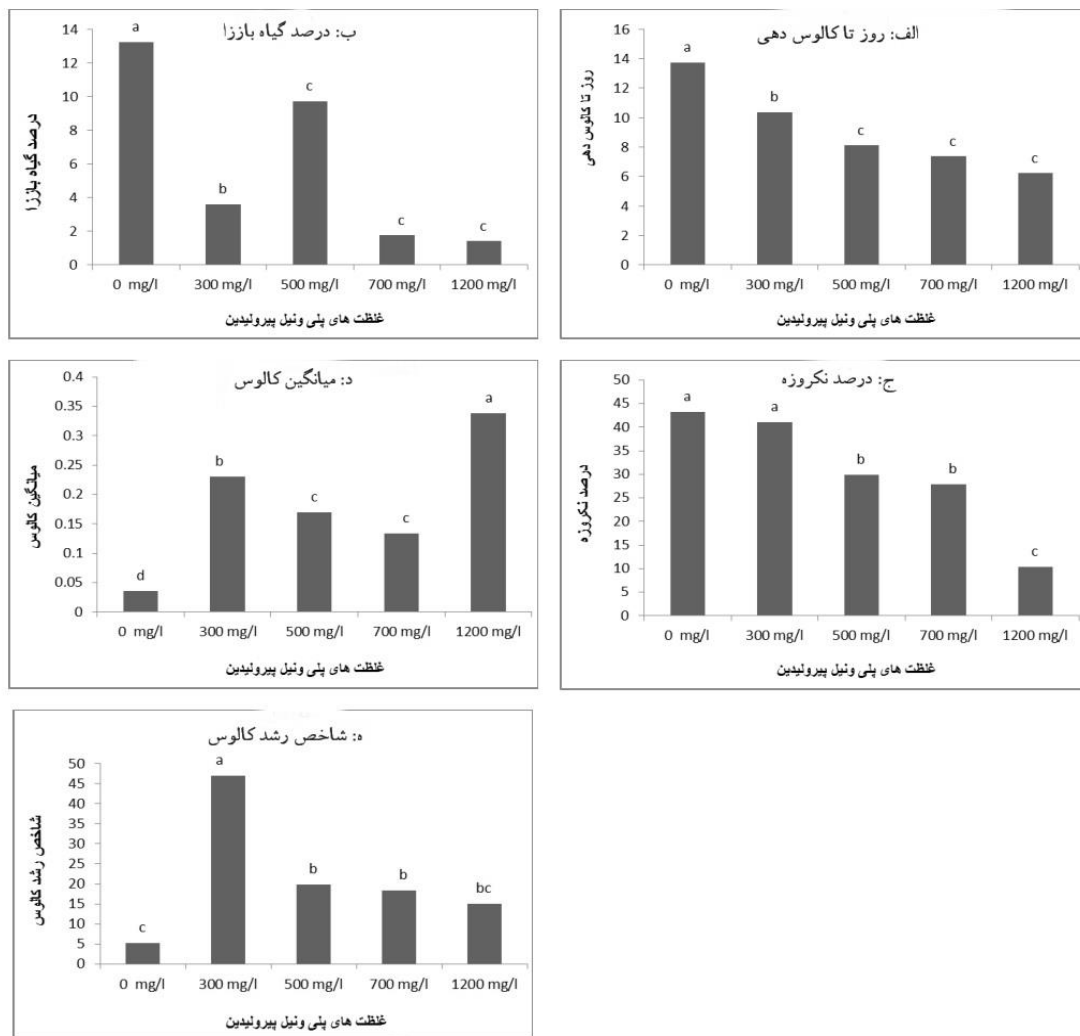 الف: روز تا کالوس دهی
روز تا کالوس دهی
16
14
12
10
8
6
4
2
0
a
b
c
c
c
0 mg/l 300 mg/l 500 mg/l 700 mg/l 1200 mg/l
غلظت های پلی ونیل پیرولیدین
ب: درصد گیاه باززا
درصد گیاه باززا
14
12
10
8
6
4
2
0
a
b
c
c
c
0 mg/l 300 mg/l 500 mg/l 700 mg/l 1200 mg/l
غلظت های پلی ونیل پیرولیدین
ج: درصد نکروزه
درصد نکروزه
50
45
40
35
30
25
20
15
10
5
0
a
a
b
b
c
0 mg/l 300 mg/l 500 mg/l 700 mg/l 1200 mg/l
غلظت های پلی ونیل پیرولیدین
د: میانگین کالوس
میانگین کالوس
0.4
0.35
0.3
0.25
0.2
0.15
0.1
0.05
0
d
b
c
c
a
0 mg/l 300 mg/l 500 mg/l 700 mg/l 1200 mg/l
غلظت های پلی ونیل پیرولیدین
ه: شاخص رشد کالوس
شاخص رشد کالوس
50
45
40
35
30
25
20
15
10
5
0
c
a
b
b
bc
0 mg/l 300 mg/l 500 mg/l 700 mg/l 1200 mg/l
غلظت های پلی ونیل پیرولیدین